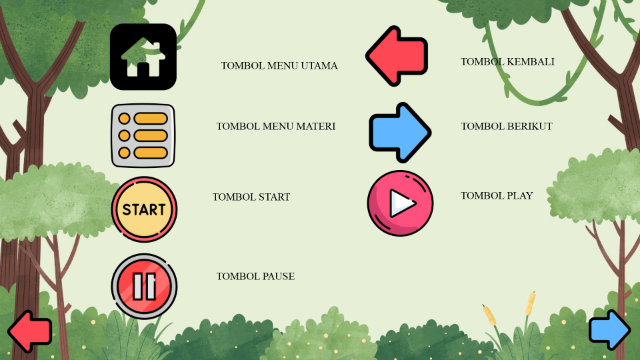 TOMBOL MENU UTAMA
TOMBOL KEMBALI
TOMBOL MENU MATERI
TOMBOL BERIKUT
START
TOMBOL START
TOMBOL PLAY
TOMBOL PAUSE